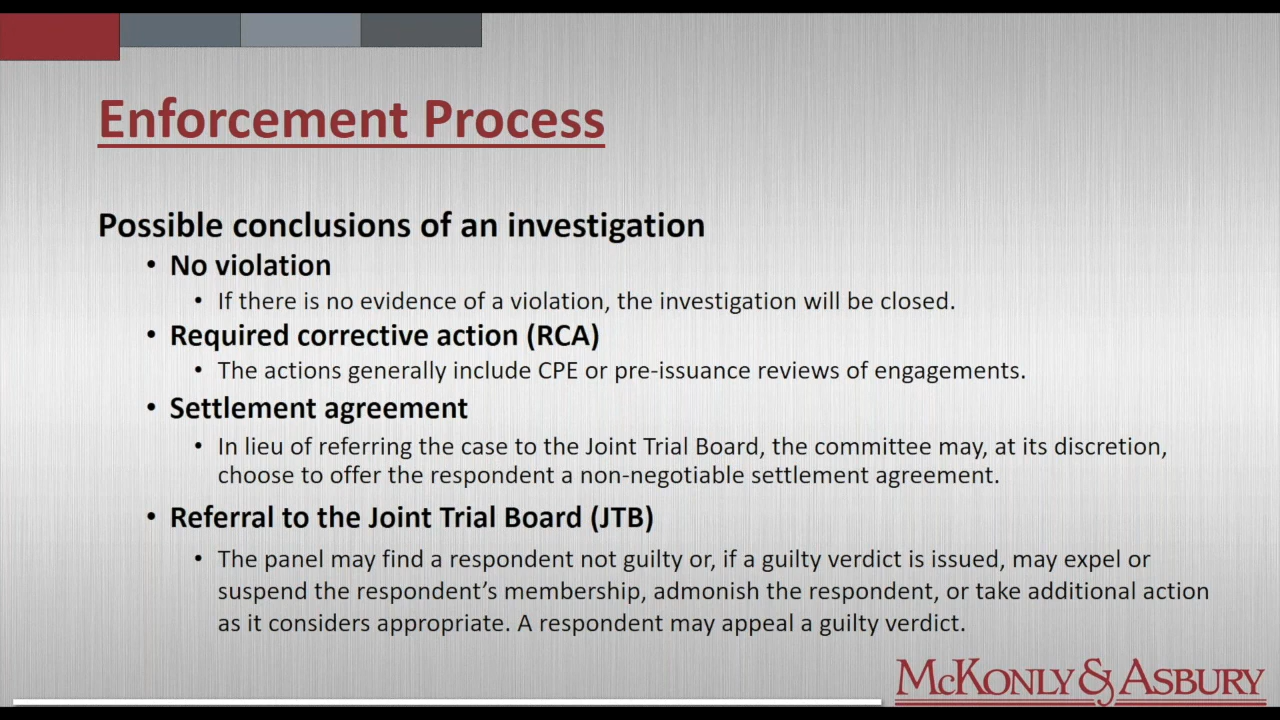 Enforcement Process
Possible conclusions of an investigation
• No violation
• If there is no evidence of a violation, the investigation will be closed.
• Required corrective action (RCA)
• The actions generally include CPE or pre-issuance reviews of engagements.
• Settlement agreement
• In lieu of referring the case to the Joint Trial Board, the committee may, at its discretion,
choose to offer the respondent a non-negotiable settlement agreement.
• Referral to the Joint Trial Board (JTB)
• The panel may find a respondent not guilty or, if a guilty verdict is issued, may expel or
suspend the respondent’s membership, admonish the respondent, or take additional action
as it considers appropriate. A respondent may appeal a guilty verdict.
McKonly & Asbury